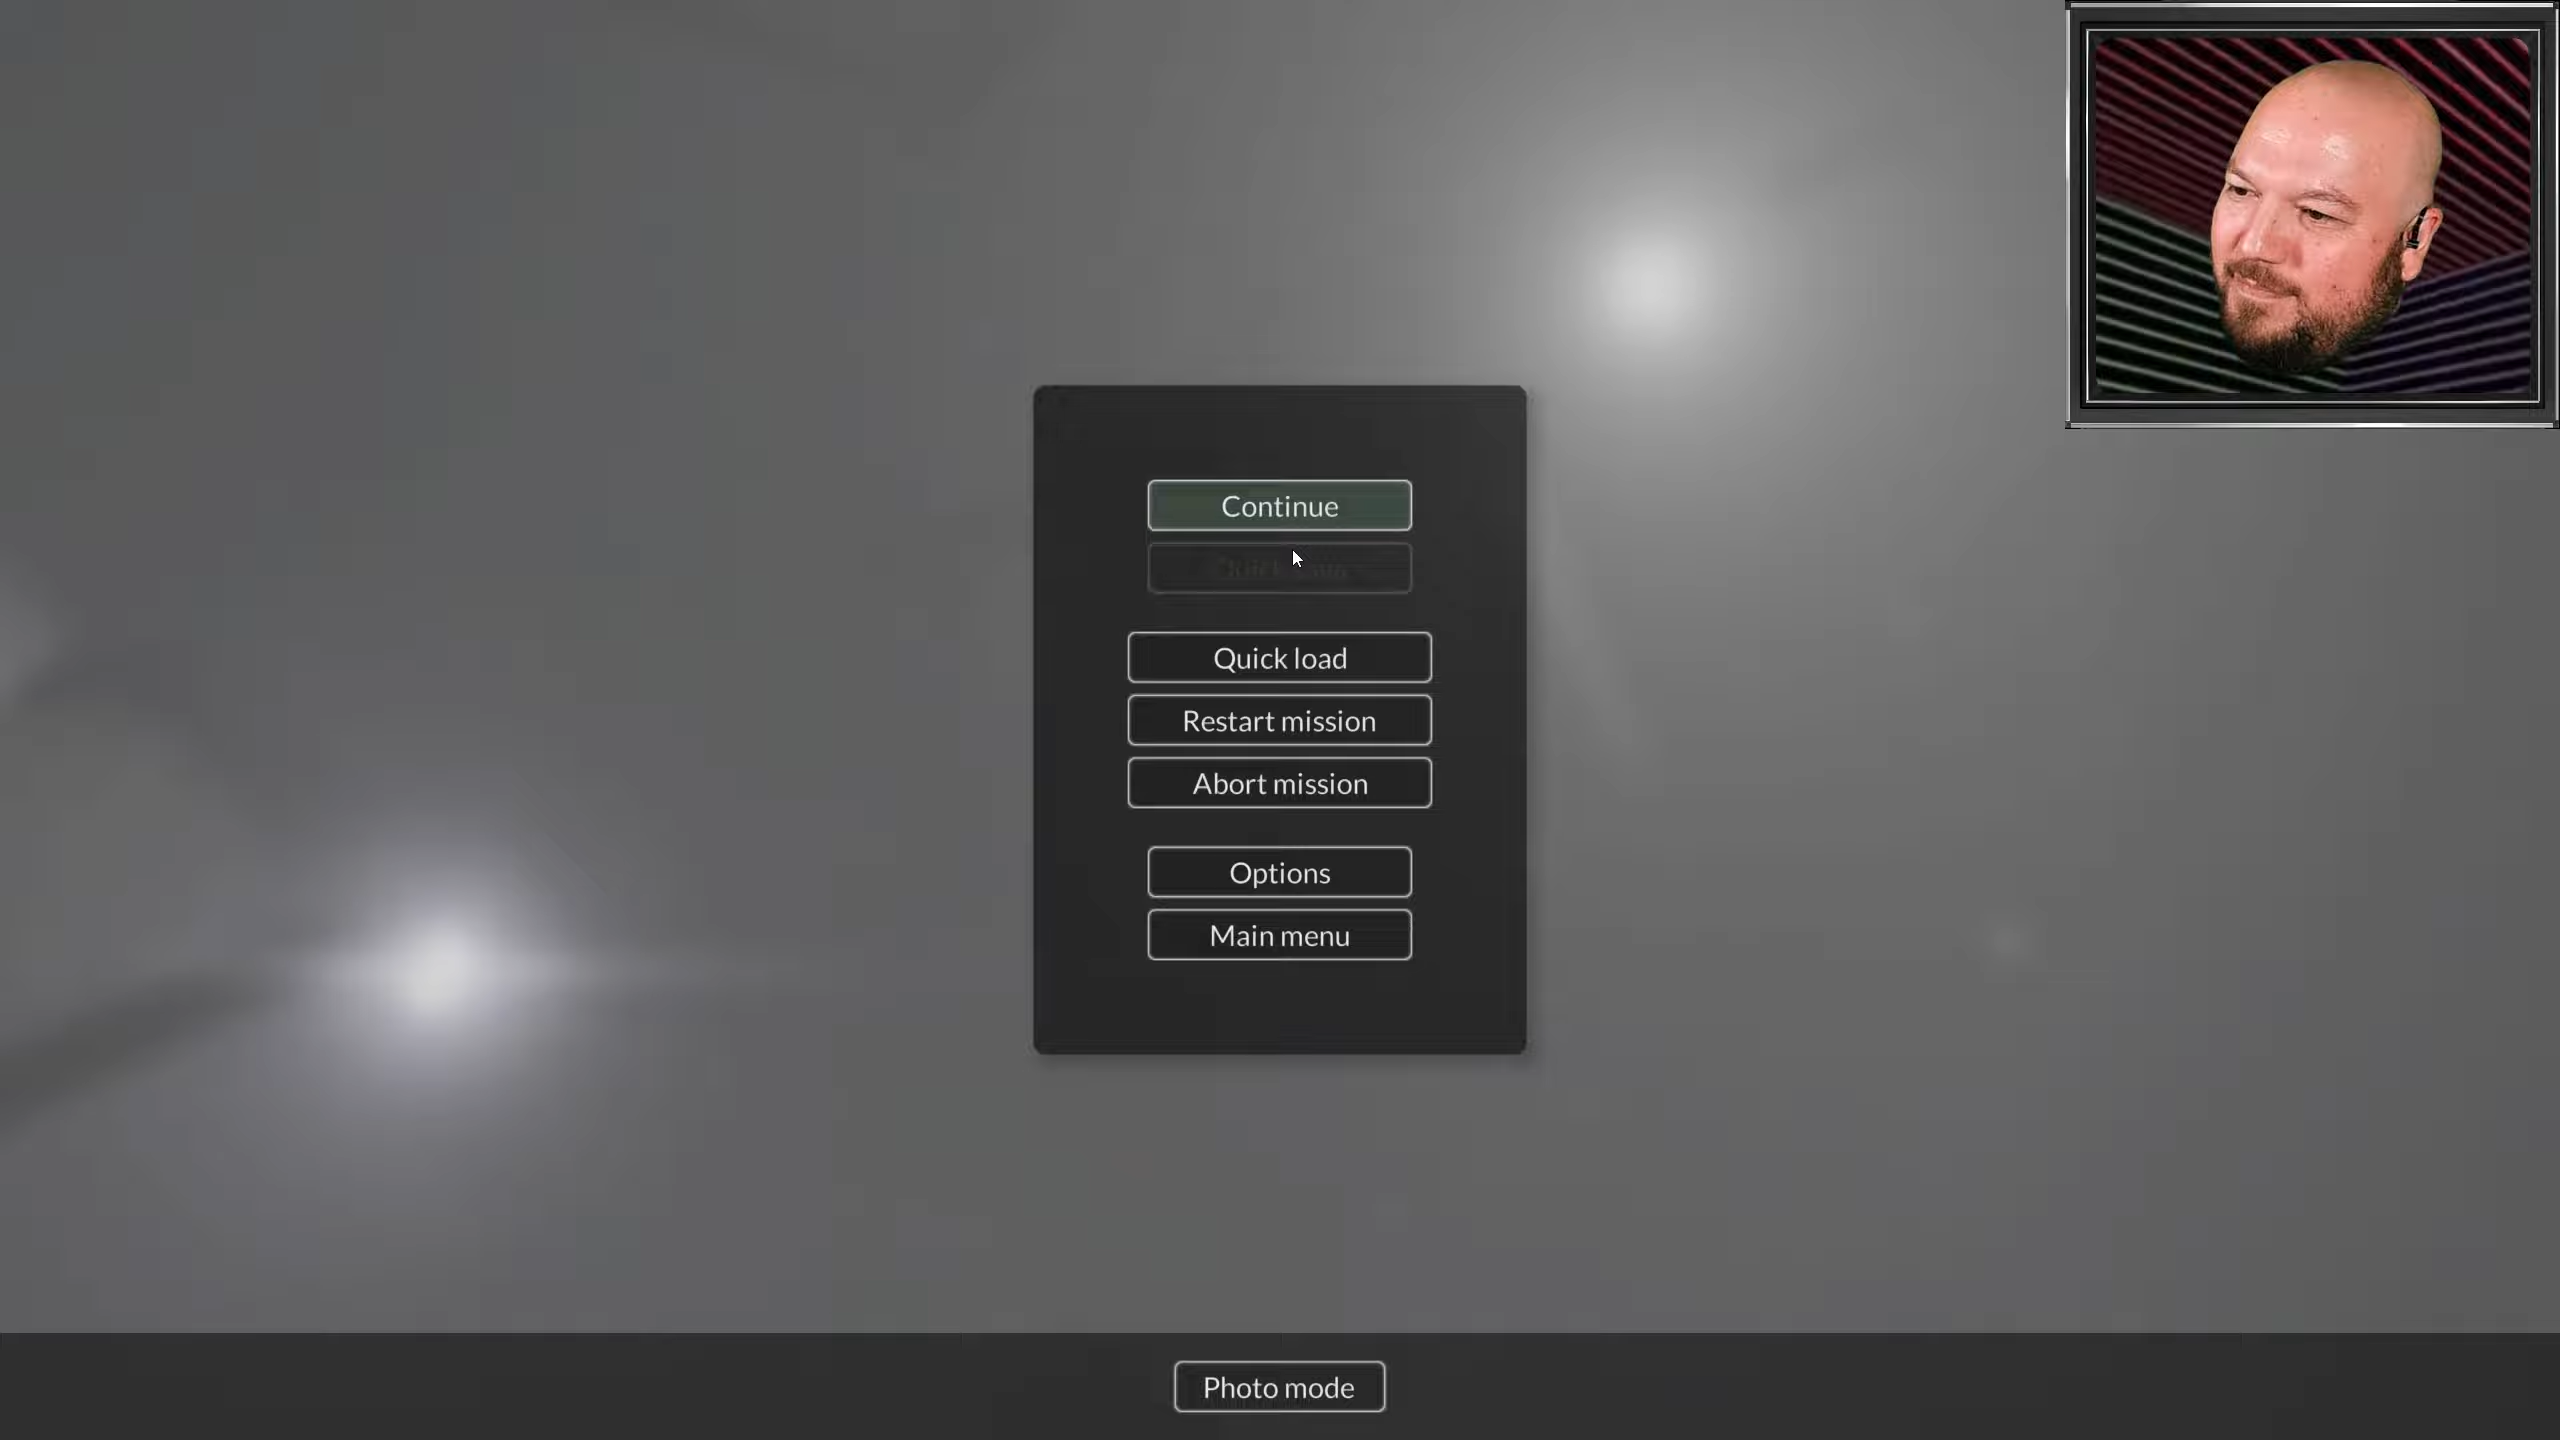 Continue
Quick load
Restart mission
Abort mission
Options
Main menu
Photo mode